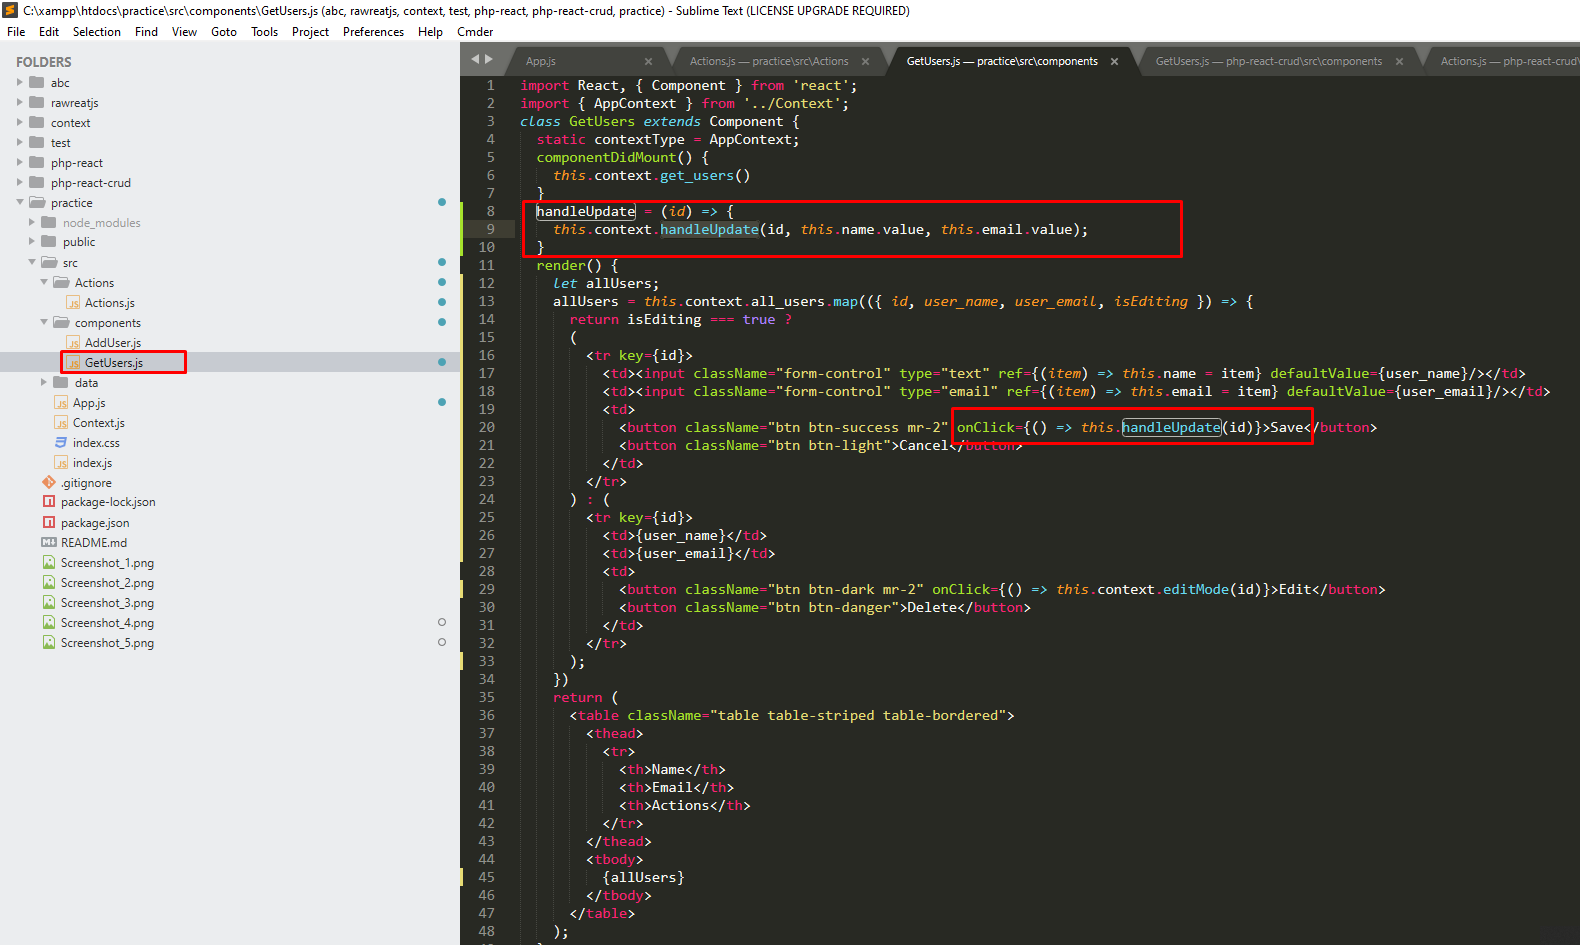 C:\xampp\htdocs\practice\src\components\GetUsers.js (abc, rawreatjs, context, test, php-react, php-react-crud, practice) - Sublime Text (LICENSE UPGRADE REQUIRED)
File Edit Selection Find View Goto Tools Project Preferences Help Cmder
FOLDERS
abc
rawreatjs
context
test
php-react
php-react-crud
practice
node_modules
public
src
Actions
Actions.js
components
AddUser.js
GetUsers.js
data
App.js
Context.js
index.css
index.js
.gitignore
package-lock.json
package.json
README.md
Screenshot_1.png
Screenshot_2.png
Screenshot_3.png
Screenshot_4.png
Screenshot_5.png
App.js Actions.js — practice\src\Actions GetUsers.js — practice\src\components GetUsers.js — php-react-crud\src\components Actions.js — php-react-crud\
1 import React, { Component } from 'react';
2 import { AppContext } from '../Context';
3 class GetUsers extends Component {
4 static contextType = AppContext;
5 componentDidMount() {
6 this.context.get_users()
7 }
8 handleUpdate = (id) => {
9 this.context.handleUpdate(id, this.name.value, this.email.value);
10 }
11 render() {
12 let allUsers;
13 allUsers = this.context.all_users.map(({ id, user_name, user_email, isEditing }) => {
14 return isEditing === true ?
15 (
16 <tr key={id}>
17 <td><input className="form-control" type="text" ref={(item) => this.name = item} defaultValue={user_name}/></td>
18 <td><input className="form-control" type="email" ref={(item) => this.email = item} defaultValue={user_email}/></td>
19 <td>
20 <button className="btn btn-success mr-2" onClick={() => this.handleUpdate(id)}>Save</button>
21 <button className="btn btn-light">Cancel</button>
22 </td>
23 </tr>
24 ) : (
25 <tr key={id}>
26 <td>{user_name}</td>
27 <td>{user_email}</td>
28 <td>
29 <button className="btn btn-dark mr-2" onClick={() => this.context.editMode(id)}>Edit</button>
30 <button className="btn btn-danger">Delete</button>
31 </td>
32 </tr>
33 );
34 })
35 return (
36 <table className="table table-striped table-bordered">
37 <thead>
38 <tr>
39 <th>Name</th>
40 <th>Email</th>
41 <th>Actions</th>
42 </tr>
43 </thead>
44 <tbody>
45 {allUsers}
46 </tbody>
47 </table>
48 );